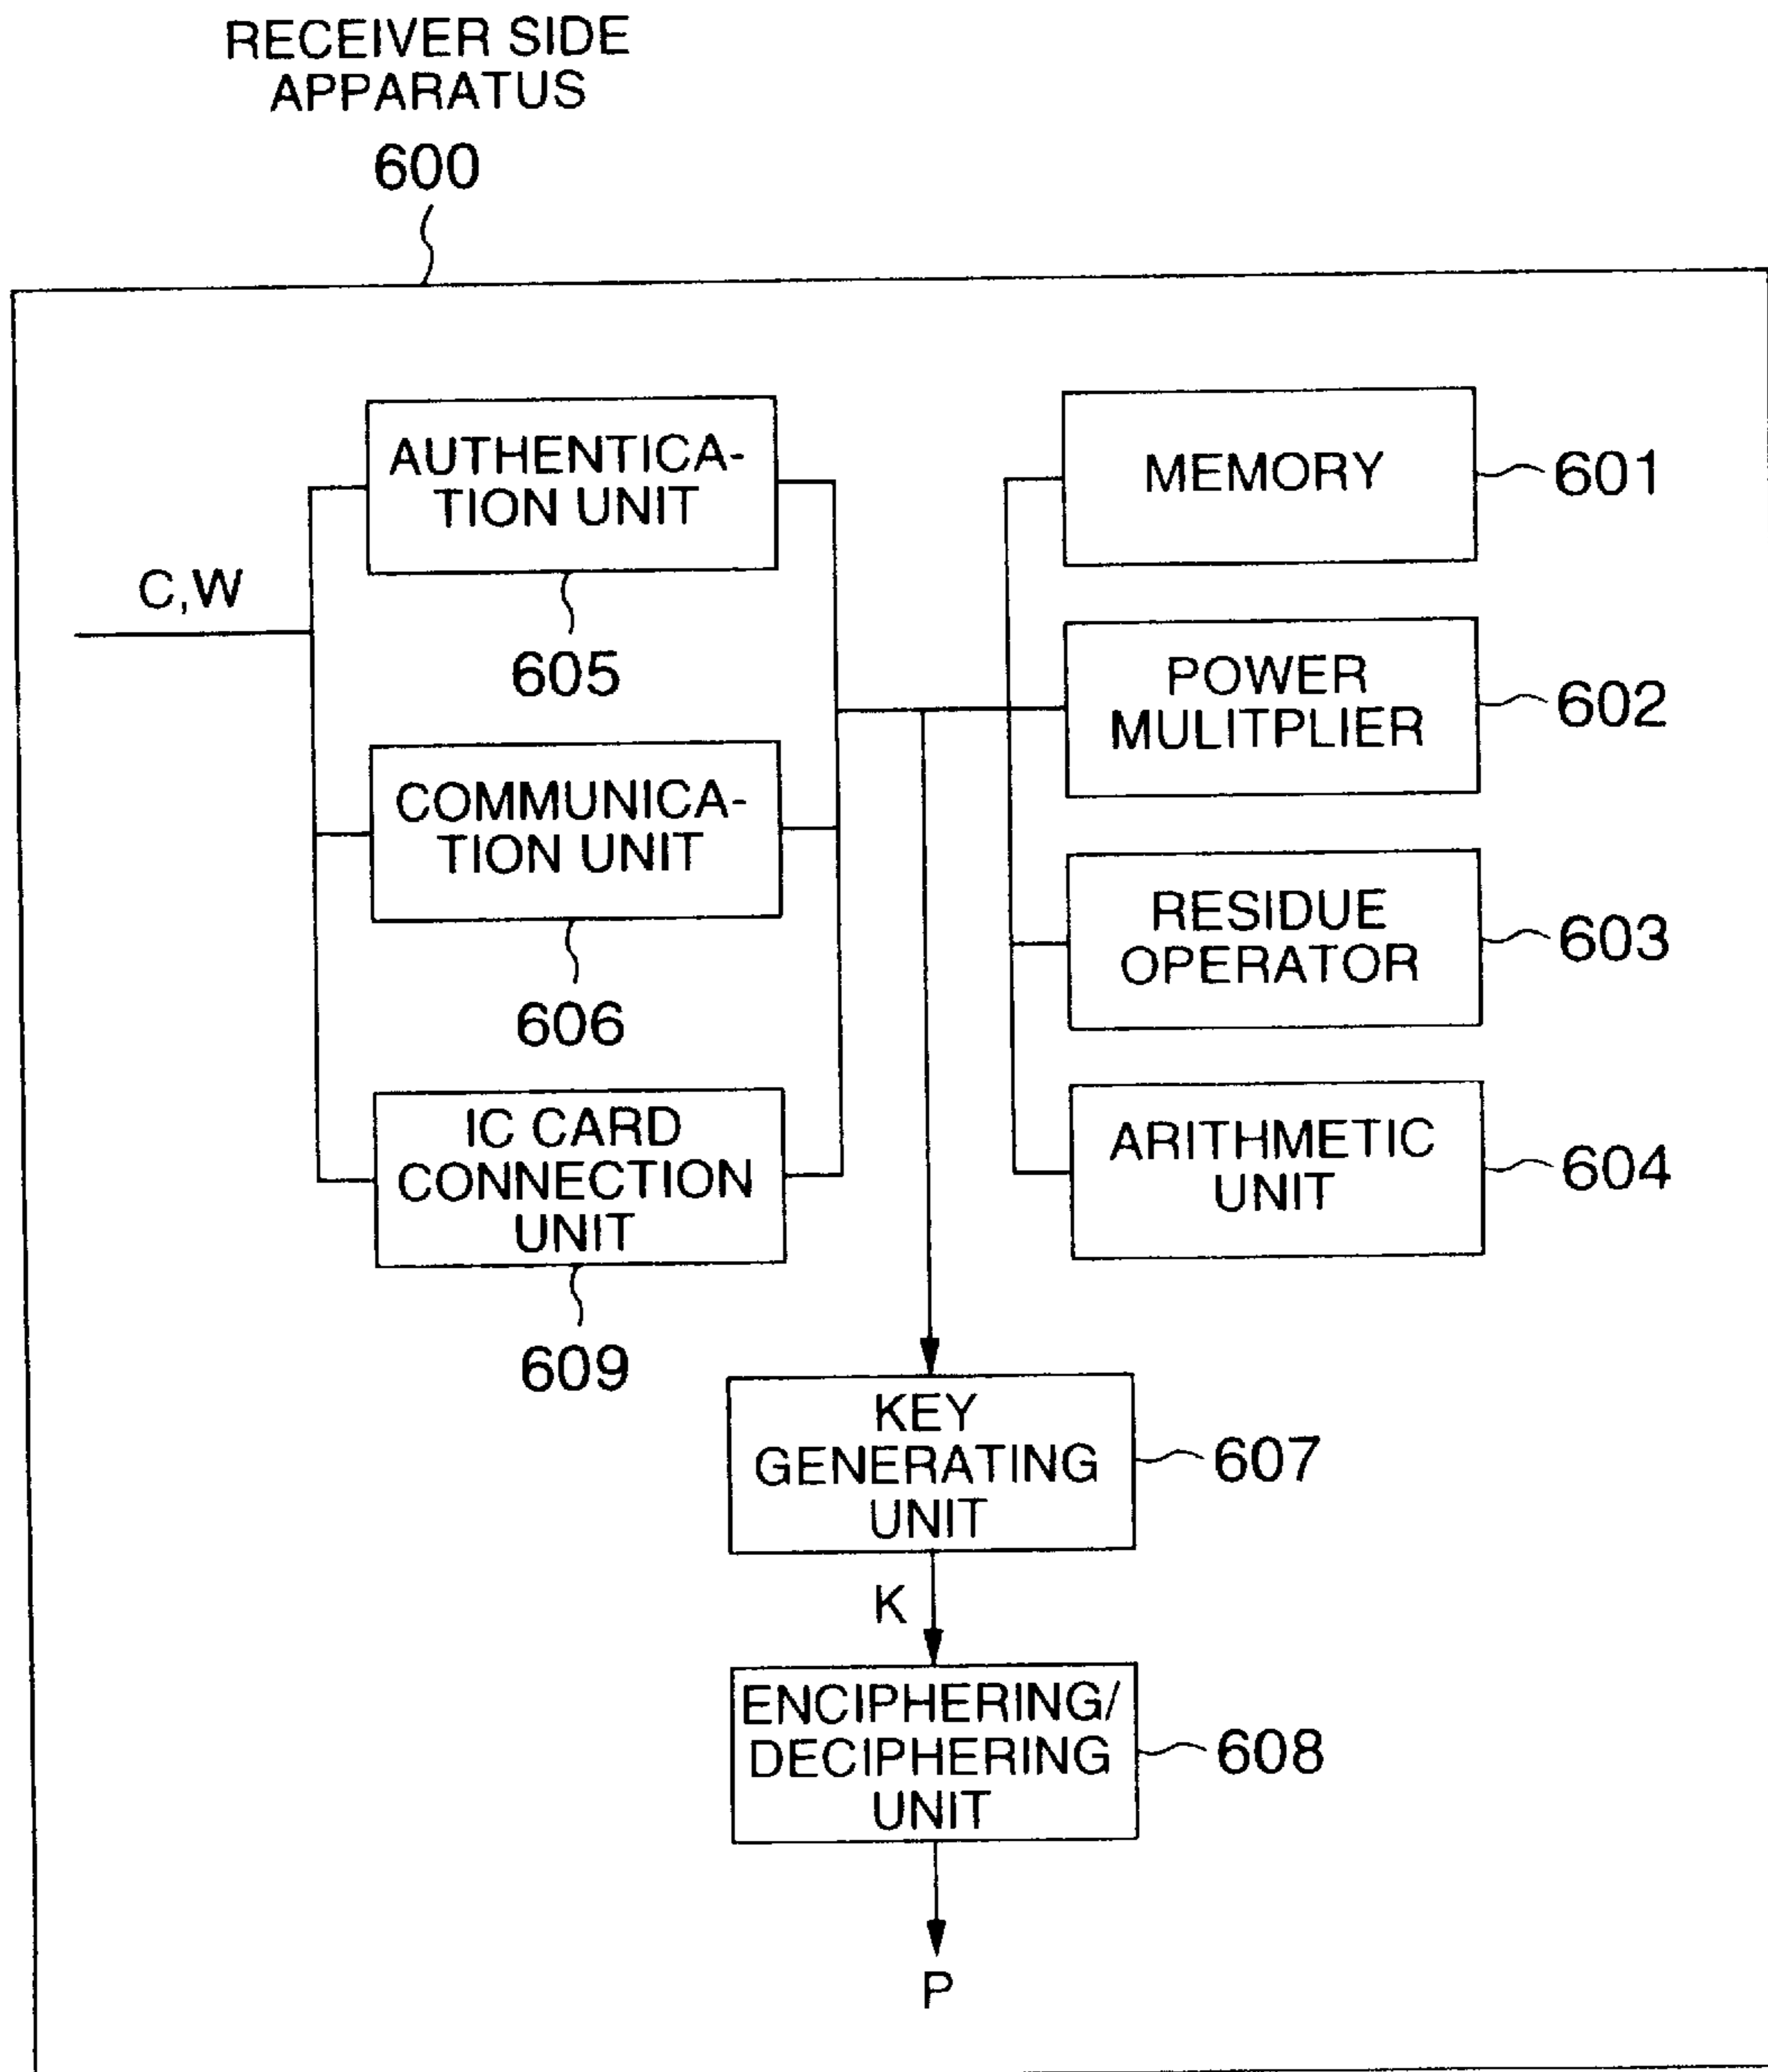 RECEIVER SIDE
APPARATUS
600
AUTHENTICA-
TION UNIT
605
C,W
COMMUNICA-
TION UNIT
606
IC CARD
CONNECTION
UNIT
609
MEMORY
601
POWER
MULITPLIER
602
RESIDUE
OPERATOR
603
ARITHMETIC
UNIT
604
KEY
GENERATING
UNIT
607
K
ENCIPHERING/
DECIPHERING
UNIT
608
P